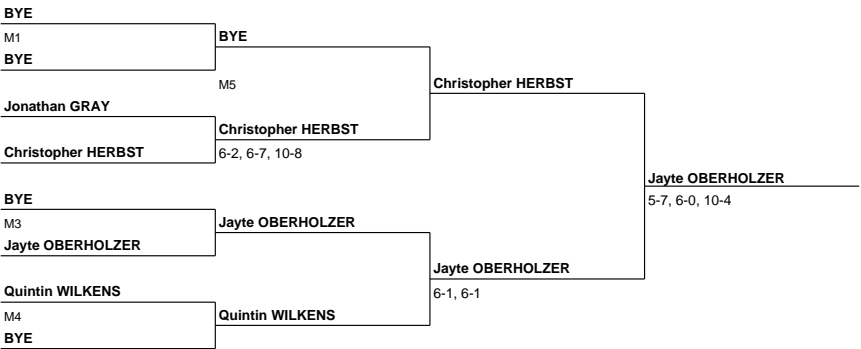 BYE
M1
BYE
BYE
M5
Christopher HERBST
Jonathan GRAY
Christopher HERBST
Christopher HERBST
6-2, 6-7, 10-8
Jayte OBERHOLZER
5-7, 6-0, 10-4
BYE
M3
Jayte OBERHOLZER
Jayte OBERHOLZER
Jayte OBERHOLZER
6-1, 6-1
Quintin WILKENS
M4
Quintin WILKENS
BYE